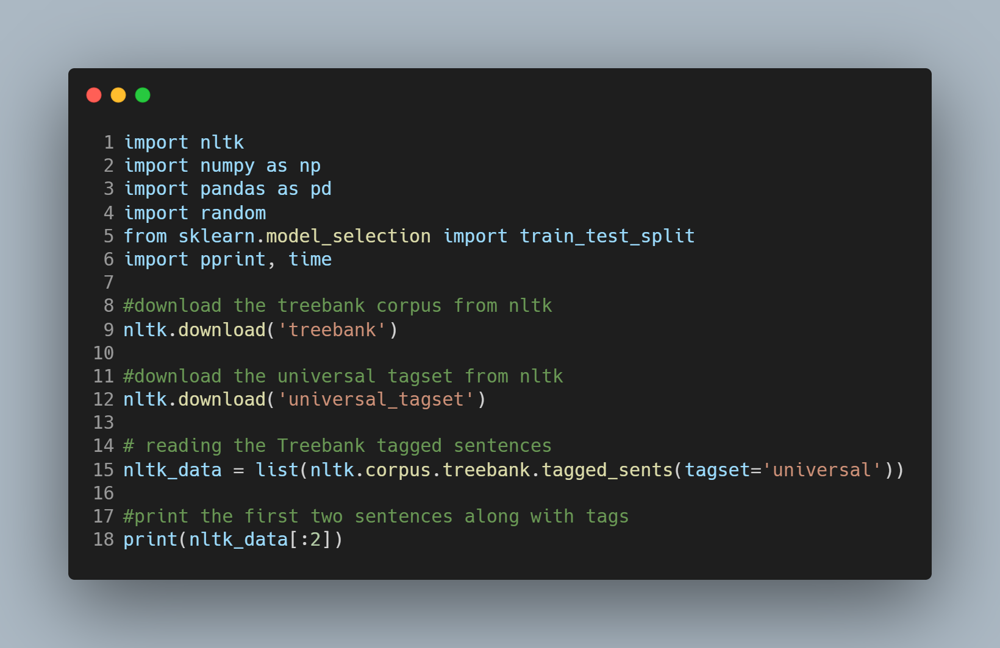 1 import nltk
2 import numpy as np
3 import pandas as pd
4 import random
5 from sklearn.model_selection import train_test_split
6 import pprint, time
7
8 #download the treebank corpus from nltk
9 nltk.download('treebank')
10
11 #download the universal tagset from nltk
12 nltk.download('universal_tagset')
13
14 # reading the Treebank tagged sentences
15 nltk_data = list(nltk.corpus.treebank.tagged_sents(tagset='universal'))
16
17 #print the first two sentences along with tags
18 print(nltk_data[:2])